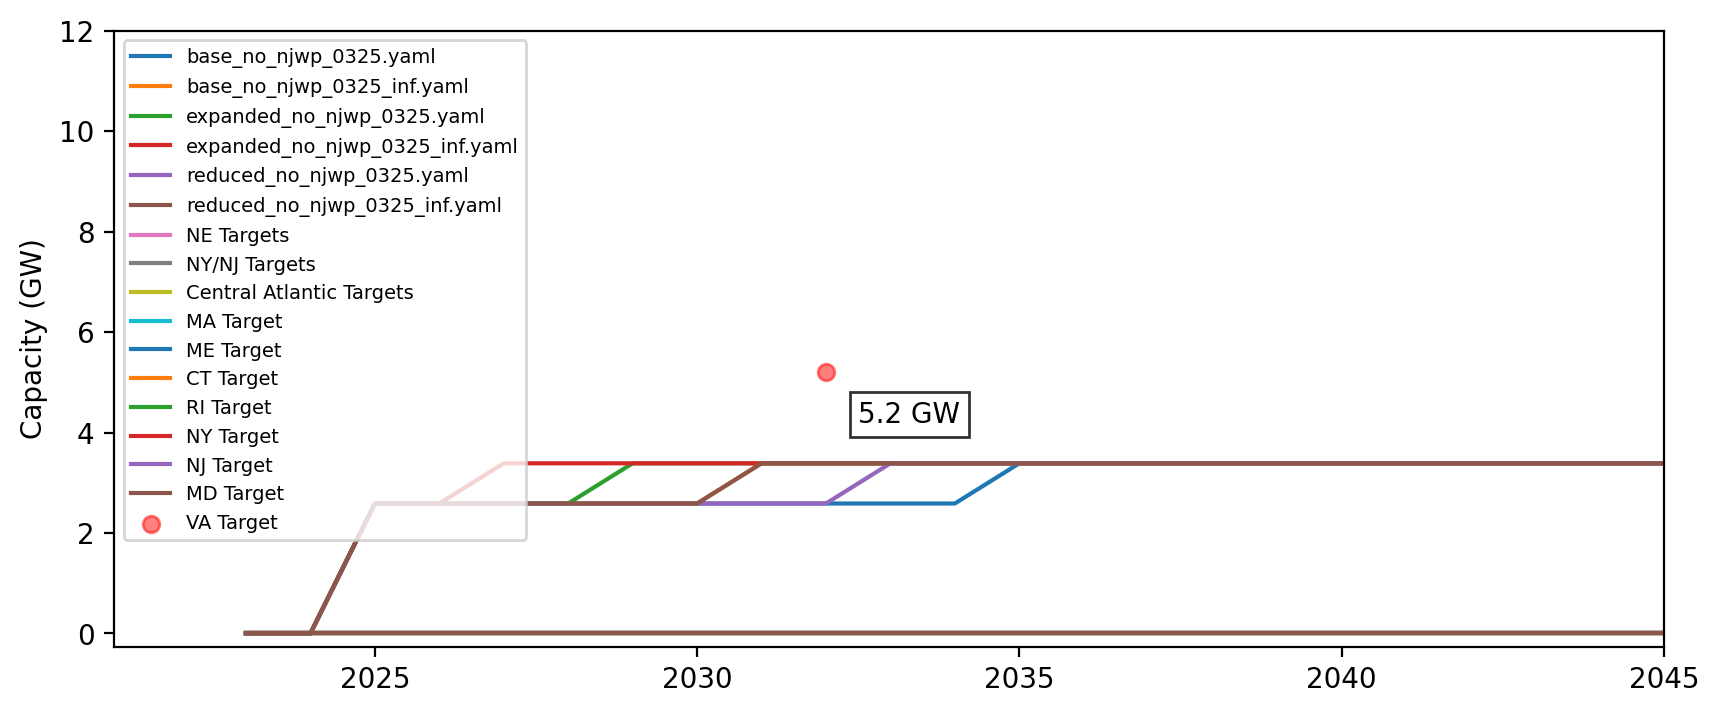 12
10
8
6
4
2
0
Capacity (GW)
base_no_njwp_0325.yaml
base_no_njwp_0325_inf.yaml
expanded_no_njwp_0325.yaml
expanded_no_njwp_0325_inf.yaml
reduced_no_njwp_0325.yaml
reduced_no_njwp_0325_inf.yaml
NE Targets
NY/NJ Targets
Central Atlantic Targets
MA Target
ME Target
CT Target
RI Target
NY Target
NJ Target
MD Target
VA Target
5.2 GW
2025
2030
2035
2040
2045